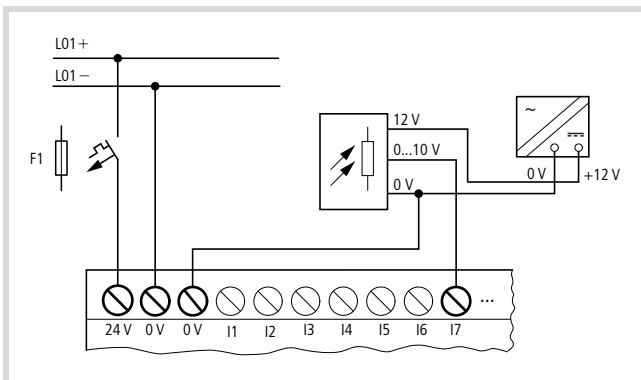 L01+
L01−
F1
12 V
0...10 V
0 V
~
0 V
+12 V
24 V 0 V 0 V I1 I2 I3 I4 I5 I6 I7 ...